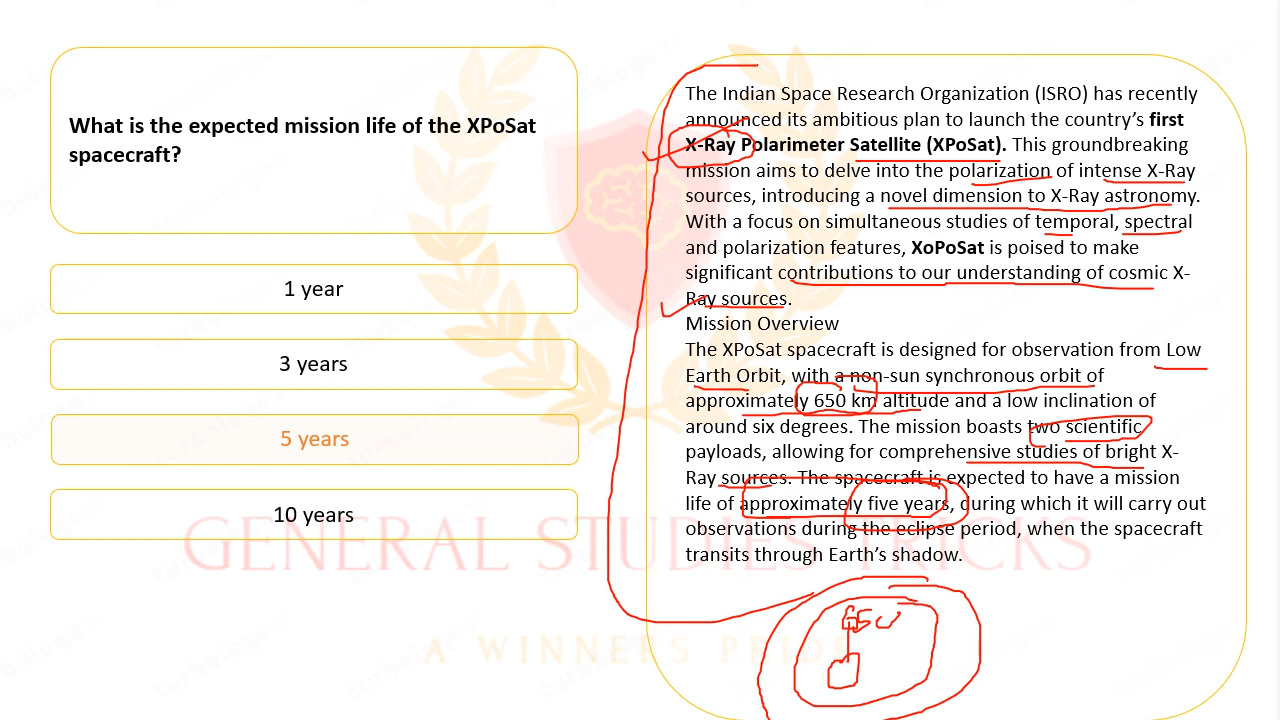 What is the expected mission life of the XPoSat
spacecraft?
1 year
3 years
5 years
10 years
The Indian Space Research Organization (ISRO) has recently
announced its ambitious plan to launch the country’s first
X-Ray Polarimeter Satellite (XPoSat). This groundbreaking
mission aims to delve into the polarization of intense X-Ray
sources, introducing a novel dimension to X-Ray astronomy.
With a focus on simultaneous studies of temporal, spectral
and polarization features, XoPoSat is poised to make
significant contributions to our understanding of cosmic X-
Ray sources.
Mission Overview
The XPoSat spacecraft is designed for observation from Low
Earth Orbit, with a non-sun synchronous orbit of
approximately 650 km altitude and a low inclination of
around six degrees. The mission boasts two scientific
payloads, allowing for comprehensive studies of bright X-
Ray sources. The spacecraft is expected to have a mission
life of approximately five years, during which it will carry out
observations during the eclipse period, when the spacecraft
transits through Earth’s shadow.
GENERAL STUDIES TRICKS
A WINNERS PRIDE